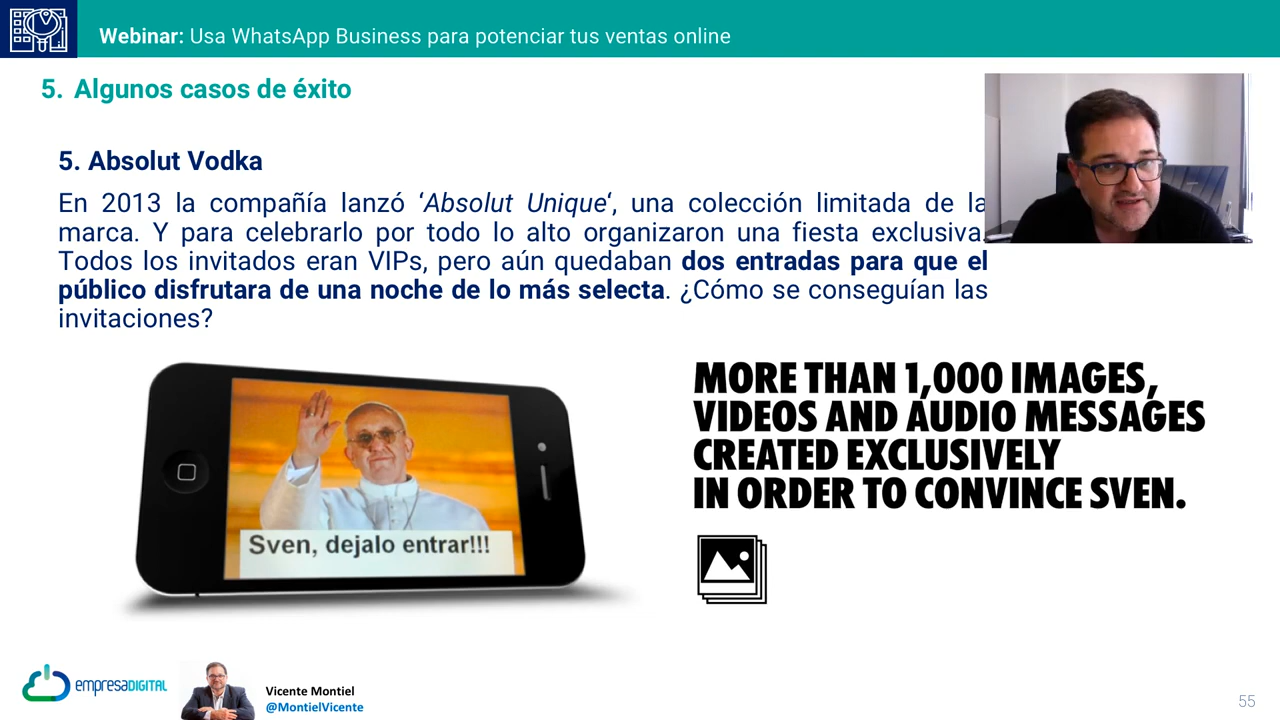 Webinar: Usa WhatsApp Business para potenciar tus ventas online
5. Algunos casos de éxito
5. Absolut Vodka
En 2013 la compañía lanzó ‘Absolut Unique‘, una colección limitada de la
marca. Y para celebrarlo por todo lo alto organizaron una fiesta exclusiva.
Todos los invitados eran VIPs, pero aún quedaban dos entradas para que el
público disfrutara de una noche de lo más selecta. ¿Cómo se conseguían las
invitaciones?
Sven, dejalo entrar!!!
MORE THAN 1,000 IMAGES,
VIDEOS AND AUDIO MESSAGES
CREATED EXCLUSIVELY
IN ORDER TO CONVINCE SVEN.
empresaDIGITAL
Vicente Montiel
@MontielVicente
55